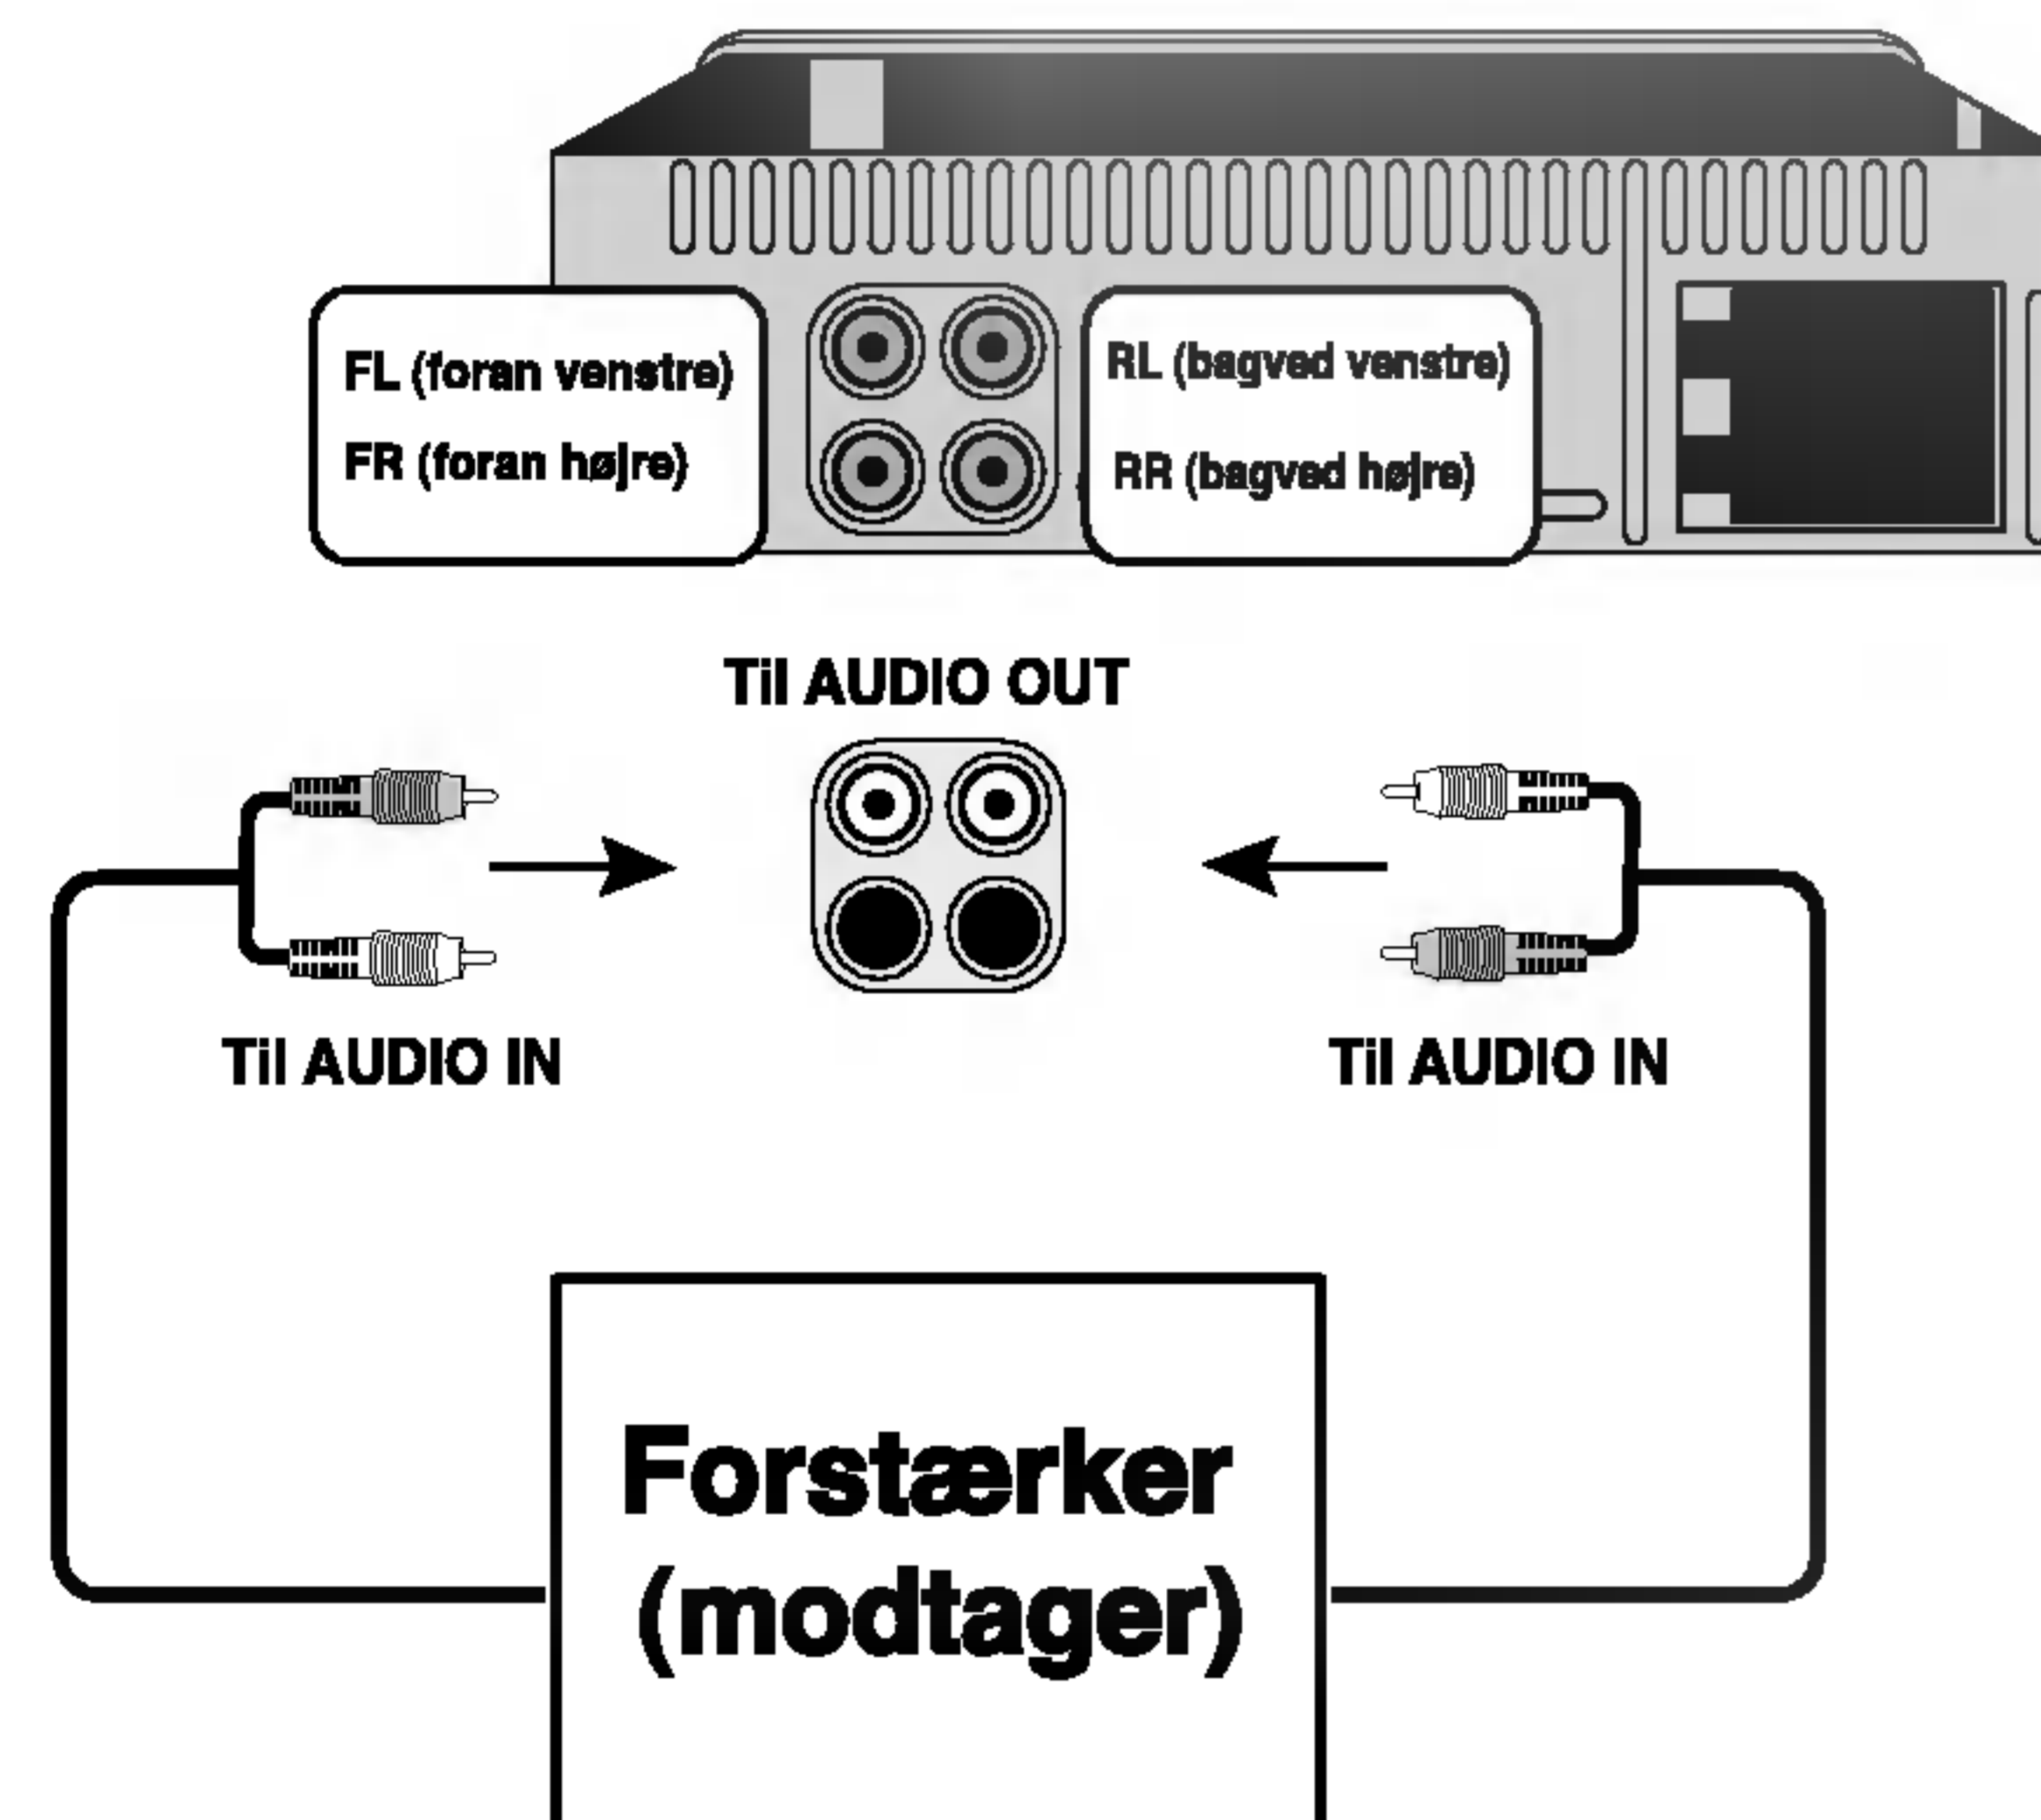 FL (foran venstre)
FR (foran højre)
RL (bagved venstre)
RR (bagved højre)
Til AUDIO OUT
Til AUDIO IN
Til AUDIO IN
Forstærker
(modtager)